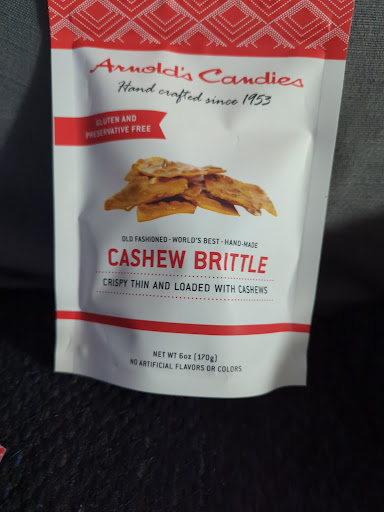 Arnold's Candies
Hand crafted since 1953
GLUTEN AND
PRESERVATIVE FREE
OLD FASHIONED · WORLD'S BEST · HAND-MADE
CASHEW BRITTLE
CRISPY THIN AND LOADED WITH CASHEWS
NET WT 6oz (170g)
NO ARTIFICIAL FLAVORS OR COLORS